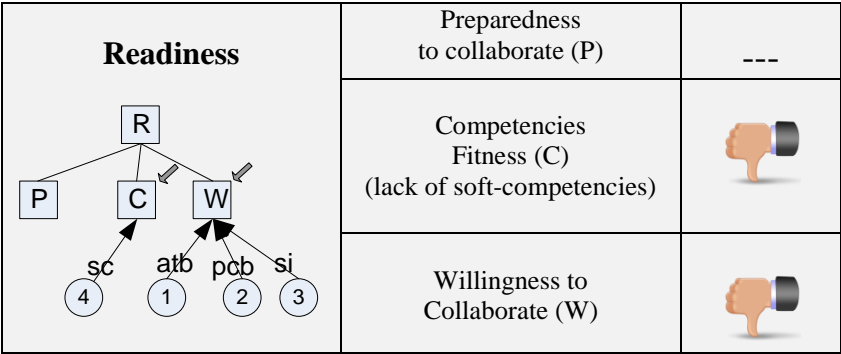 Readiness
R
P
C
W
sc
atb
pcb
si
4
1
2
3
Preparedness
to collaborate (P)
---
Competencies
Fitness (C)
(lack of soft-competencies)
Willingness to
Collaborate (W)